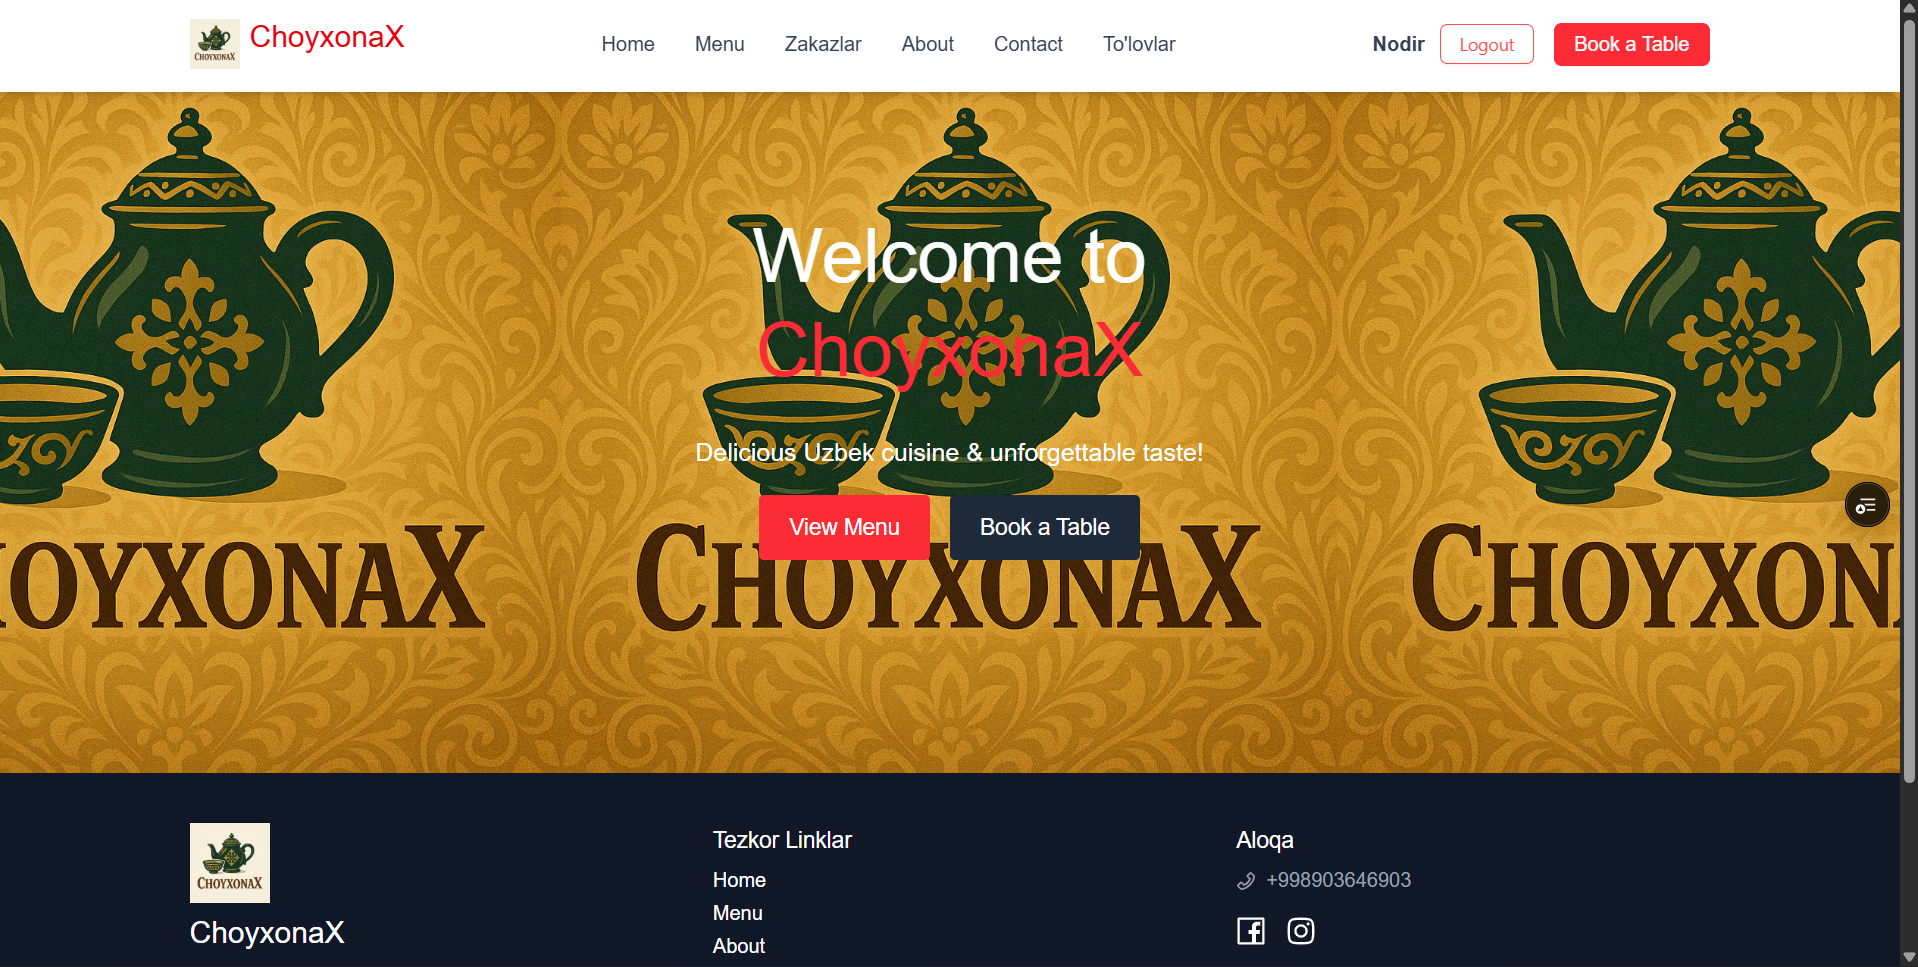 CHOYXONAX
ChoyxonaX
Home
Menu
Zakazlar
About
Contact
To'lovlar
Nodir
Logout
Book a Table
Welcome to
ChoyxonaX
Delicious Uzbek cuisine & unforgettable taste!
View Menu
Book a Table
OYXONAX
CHOYXONAX
CHOYXON
CHOYXONAX
ChoyxonaX
Tezkor Linklar
Home
Menu
About
Aloqa
+998903646903